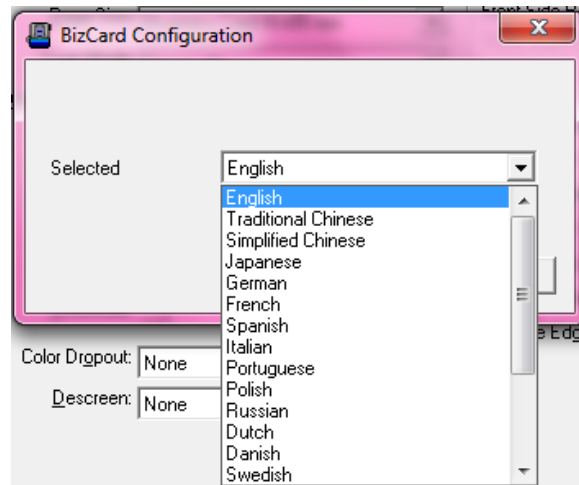 BizCard Configuration
Selected
English
English
Traditional Chinese
Simplified Chinese
Japanese
German
French
Spanish
Italian
Portuguese
Polish
Russian
Dutch
Danish
Swedish
Color Dropout:
None
Descreen:
None